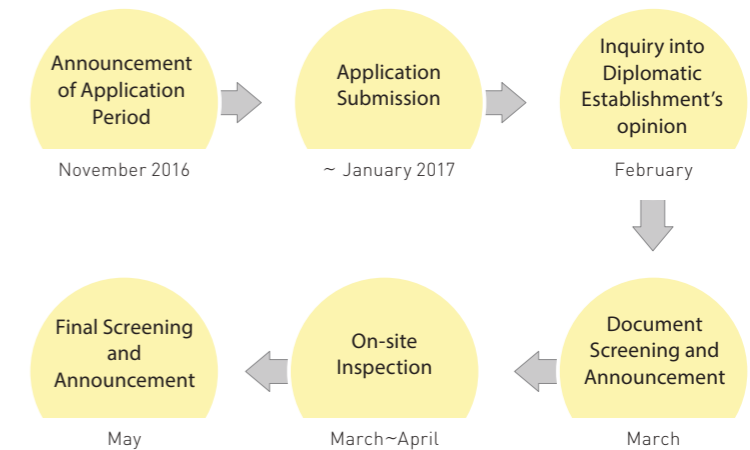 Announcement
of Application
Period
November 2016
Application
Submission
~ January 2017
Inquiry into
Diplomatic
Establishment's
opinion
February
Document
Screening and
Announcement
March
On-site
Inspection
March~April
Final Screening
and
Announcement
May